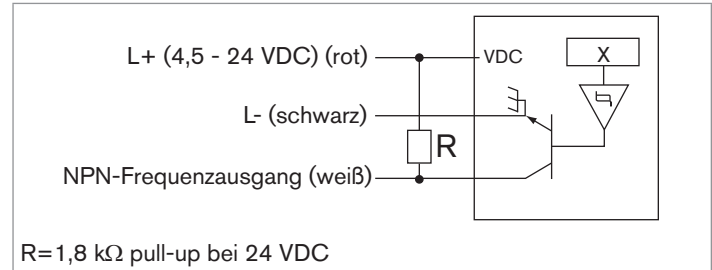 L+ (4,5 - 24 VDC) (rot)
VDC
X
L- (schwarz)
R
NPN-Frequenzausgang (weiß)
R=1,8 kΩ pull-up bei 24 VDC